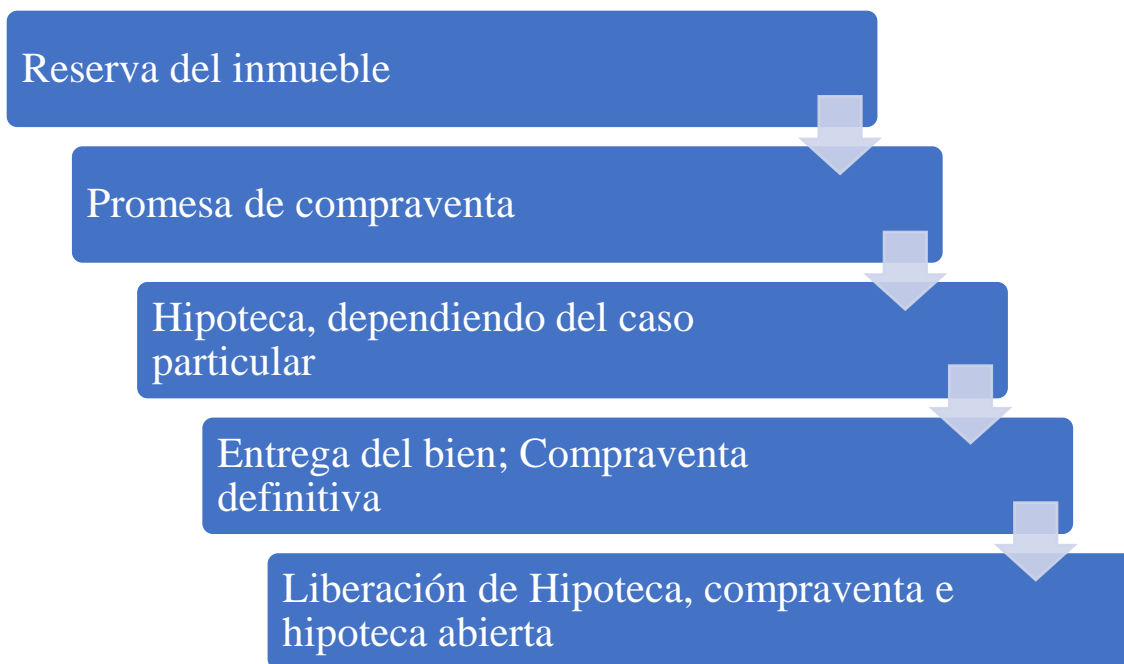 Reserva del inmueble
Promesa de compraventa
Hipoteca, dependiendo del caso
particular
Entrega del bien; Compraventa
definitiva
Liberación de Hipoteca, compraventa e
hipoteca abierta